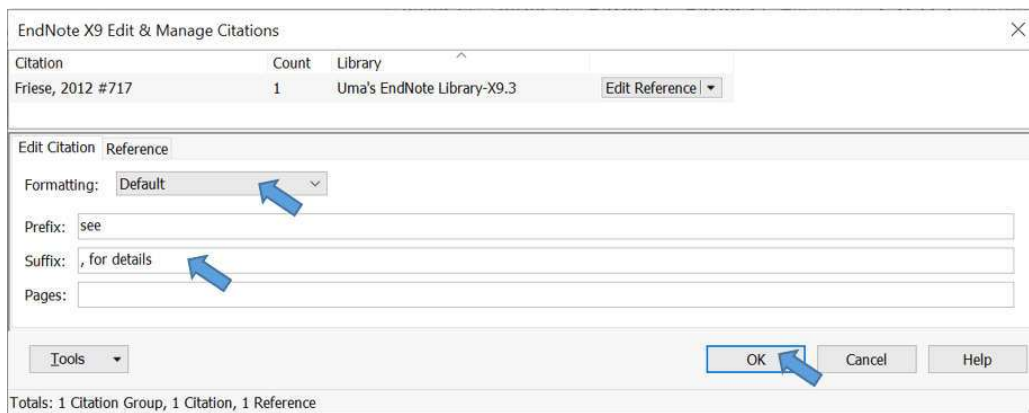 EndNote X9 Edit & Manage Citations
Citation Count Library
Friese, 2012 #717 1 Uma's EndNote Library-X9.3 Edit Reference
Edit Citation Reference
Formatting: Default
Prefix: see
Suffix: , for details
Pages:
Tools OK Cancel Help
Totals: 1 Citation Group, 1 Citation, 1 Reference